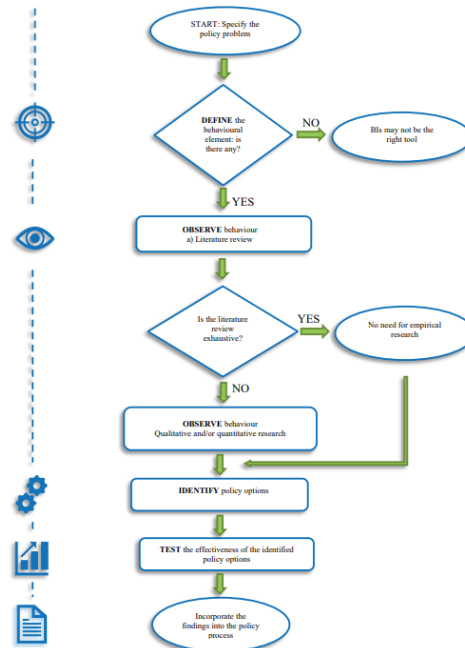 START: Specify the
policy problem
DEFINE the
behavioural
element: is
there any?
NO
BIs may not be the
right tool
YES
OBSERVE behaviour
a) Literature review
Is the literature
review
exhaustive?
YES
No need for empirical
research
NO
OBSERVE behaviour
Qualitative and/or quantitative research
IDENTIFY policy options
TEST the effectiveness of the identified
policy options
Incorporate the
findings into the policy
process